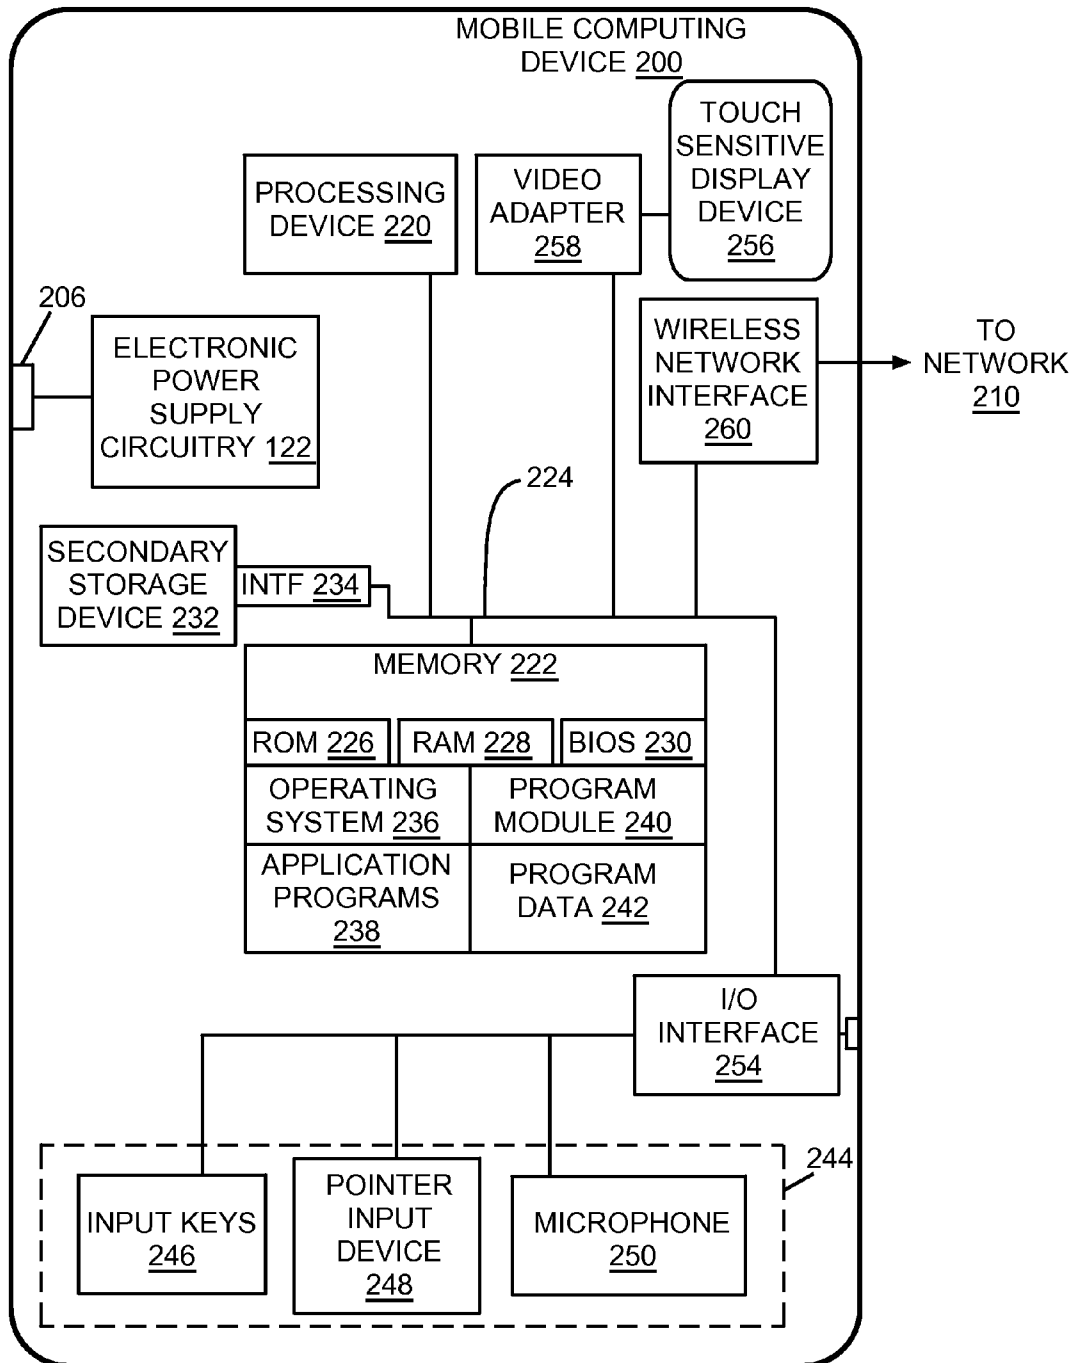 MOBILE COMPUTING
DEVICE 200
TOUCH
SENSITIVE
DISPLAY
DEVICE
256
PROCESSING
DEVICE 220
VIDEO
ADAPTER
258
206
ELECTRONIC
POWER
SUPPLY
CIRCUITRY 122
WIRELESS
NETWORK
INTERFACE
260
TO
NETWORK
210
224
SECONDARY
STORAGE
DEVICE 232
INTF 234
MEMORY 222
ROM 226
RAM 228
BIOS 230
OPERATING
SYSTEM 236
PROGRAM
MODULE 240
APPLICATION
PROGRAMS
238
PROGRAM
DATA 242
I/O
INTERFACE
254
244
INPUT KEYS
246
POINTER
INPUT
DEVICE
248
MICROPHONE
250